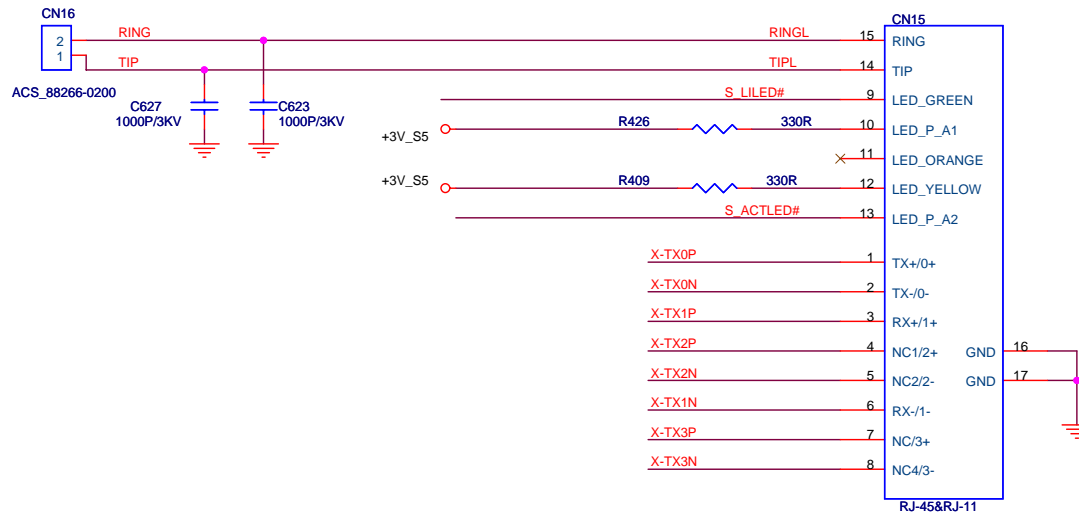 CN16
2
1
ACS_88266-0200
RING
TIP
C627
1000P/3KV
C623
1000P/3KV
RINGL
TIPL
S_LILED#
+3V_S5
R426
330R
+3V_S5
R409
330R
S_ACTLED#
X-TX0P
X-TX0N
X-TX1P
X-TX2P
X-TX2N
X-TX1N
X-TX3P
X-TX3N
CN15
15 RING
14 TIP
9 LED_GREEN
10 LED_P_A1
11 LED_ORANGE
12 LED_YELLOW
13 LED_P_A2
1 TX+/0+
2 TX-/0-
3 RX+/1+
4 NC1/2+
5 NC2/2-
6 RX-/1-
7 NC/3+
8 NC4/3-
GND 16
GND 17
RJ-45&RJ-11